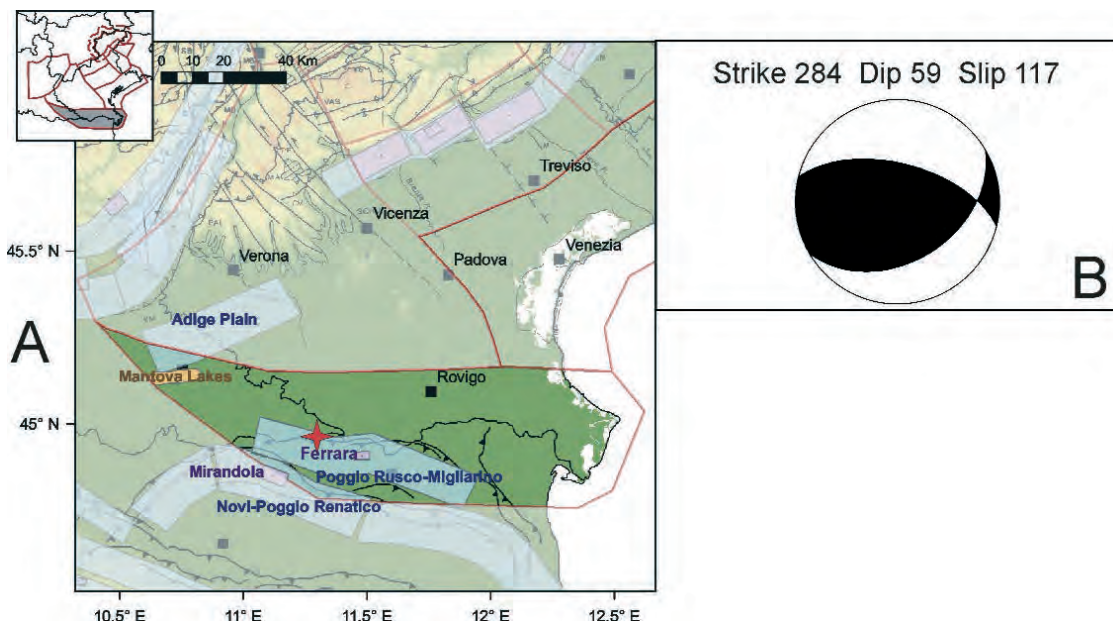 0 10 20 40 Km
Treviso
Vicenza
Venezia
45.5°
Verona
Padova
Adige Plain
A
Mantova Lakes
Rovigo
45° N
Ferrara
Mirandola
Poggio Rusco-Migliarino
Novi-Poggio Renatico
10.5° E 11° E 11.5° E 12° E 12.5° E
Strike 284 Dip 59 Slip 117
B